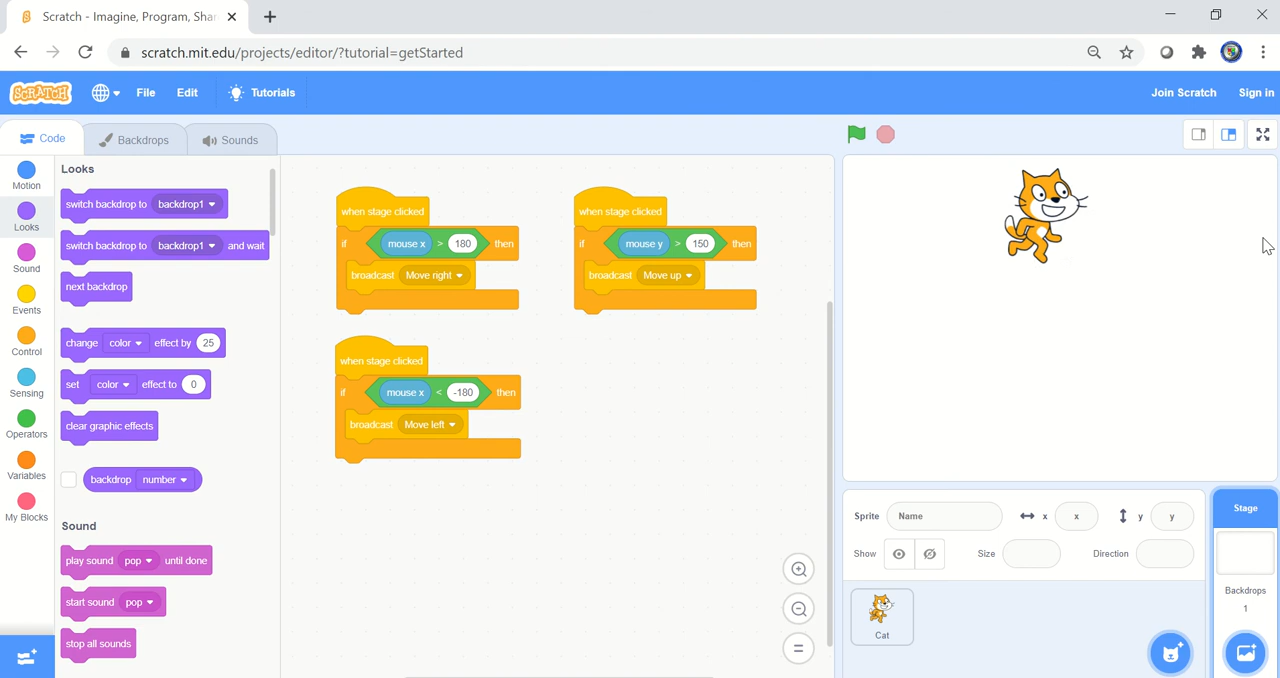 Scratch - Imagine, Program, Shar
scratch.mit.edu/projects/editor/?tutorial=getStarted
SCRATCH
File
Edit
Tutorials
Join Scratch
Sign in
Code
Backdrops
Sounds
Motion
Looks
Sound
Events
Control
Sensing
Operators
Variables
My Blocks
Looks
switch backdrop to backdrop1
switch backdrop to backdrop1 and wait
next backdrop
change color effect by 25
set color effect to 0
clear graphic effects
backdrop number
Sound
play sound pop until done
start sound pop
stop all sounds
when stage clicked
if mouse x > 180 then
broadcast Move right
when stage clicked
if mouse y > 150 then
broadcast Move up
when stage clicked
if mouse x < -180 then
broadcast Move left
Sprite Name x x y y
Show Size Direction
Cat
Stage
Backdrops
1